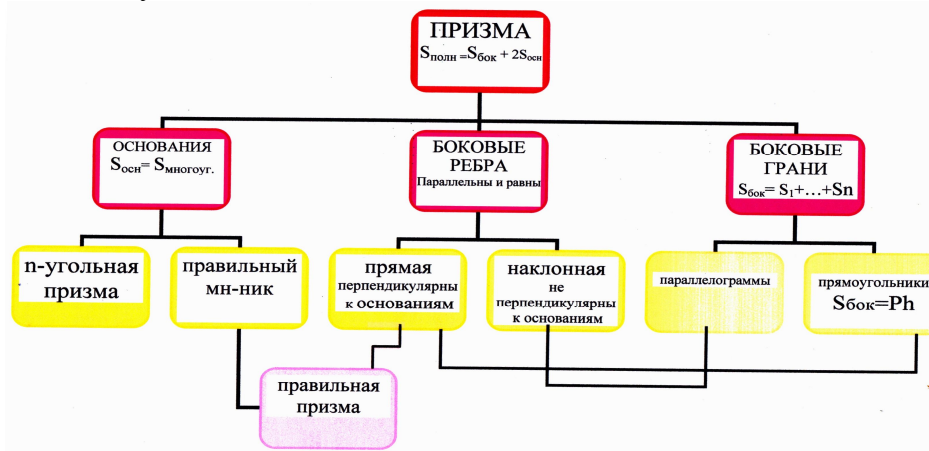 ПРИЗМА
Sполн =Sбок + 2Sосн
ОСНОВАНИЯ
Sосн= Sмногоуг.
БОКОВЫЕ
РЕБРА
Параллельны и равны
БОКОВЫЕ
ГРАНИ
Sбок= S1+...+Sn
n-угольная
призма
правильный
мн-ник
прямая
перпендикулярны
к основаниям
наклонная
не
перпендикулярны
к основаниям
параллелограммы
прямоугольники
Sбок=Ph
правильная
призма